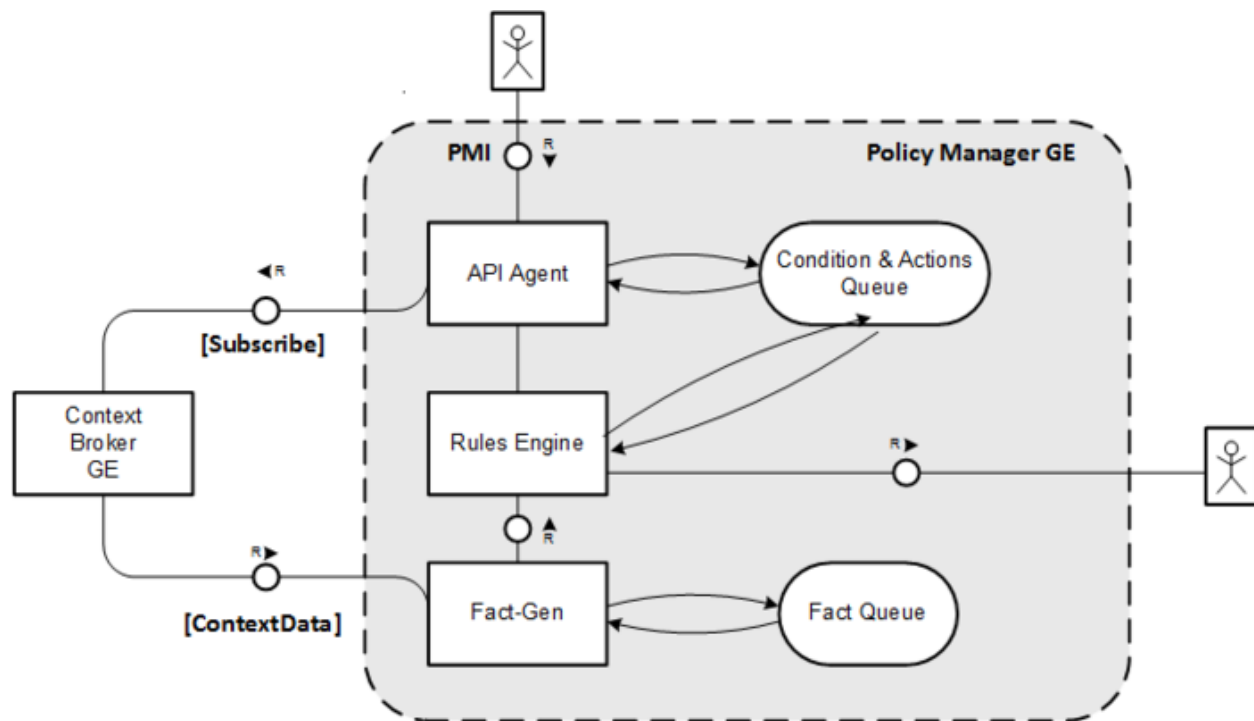 R
PMI
Policy Manager GE
API Agent
Condition & Actions
Queue
R
[Subscribe]
Context
Broker
GE
Rules Engine
R
R
R
[ContextData]
Fact-Gen
Fact Queue